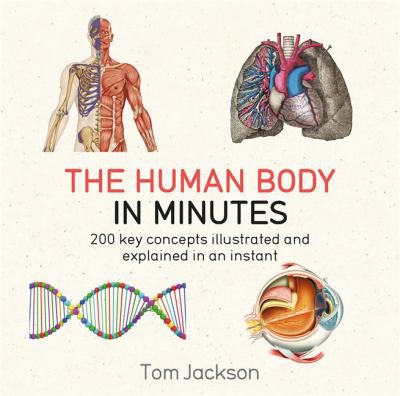 THE HUMAN BODY
IN MINUTES
200 key concepts illustrated and
explained in an instant
Tom Jackson